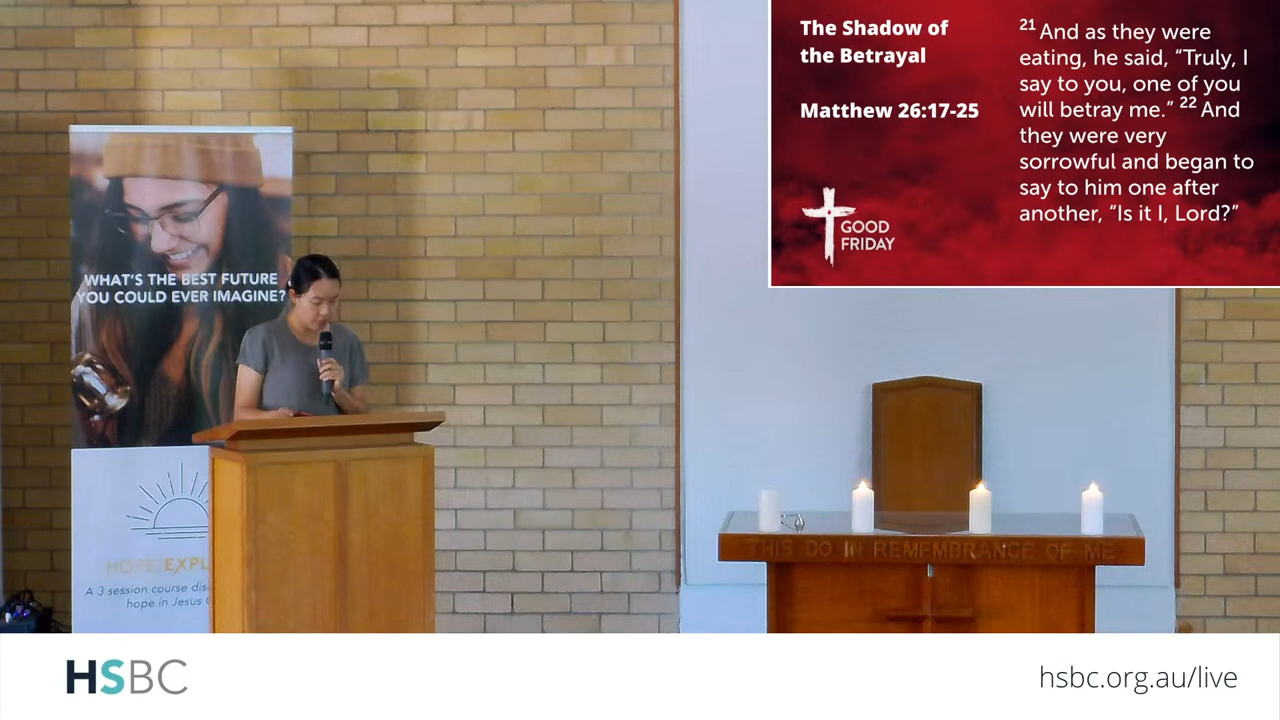 The Shadow of
the Betrayal
Matthew 26:17-25
GOOD
FRIDAY
21 And as they were
eating, he said, “Truly, I
say to you, one of you
will betray me.” 22 And
they were very
sorrowful and began to
say to him one after
another, “Is it I, Lord?”
WHAT'S THE BEST FUTURE
YOU COULD EVER IMAGINE?
HOPE
A 3 session course
hope in Jesus
THIS DO IN REMEMBRANCE OF ME
HSBC
hsbc.org.au/live